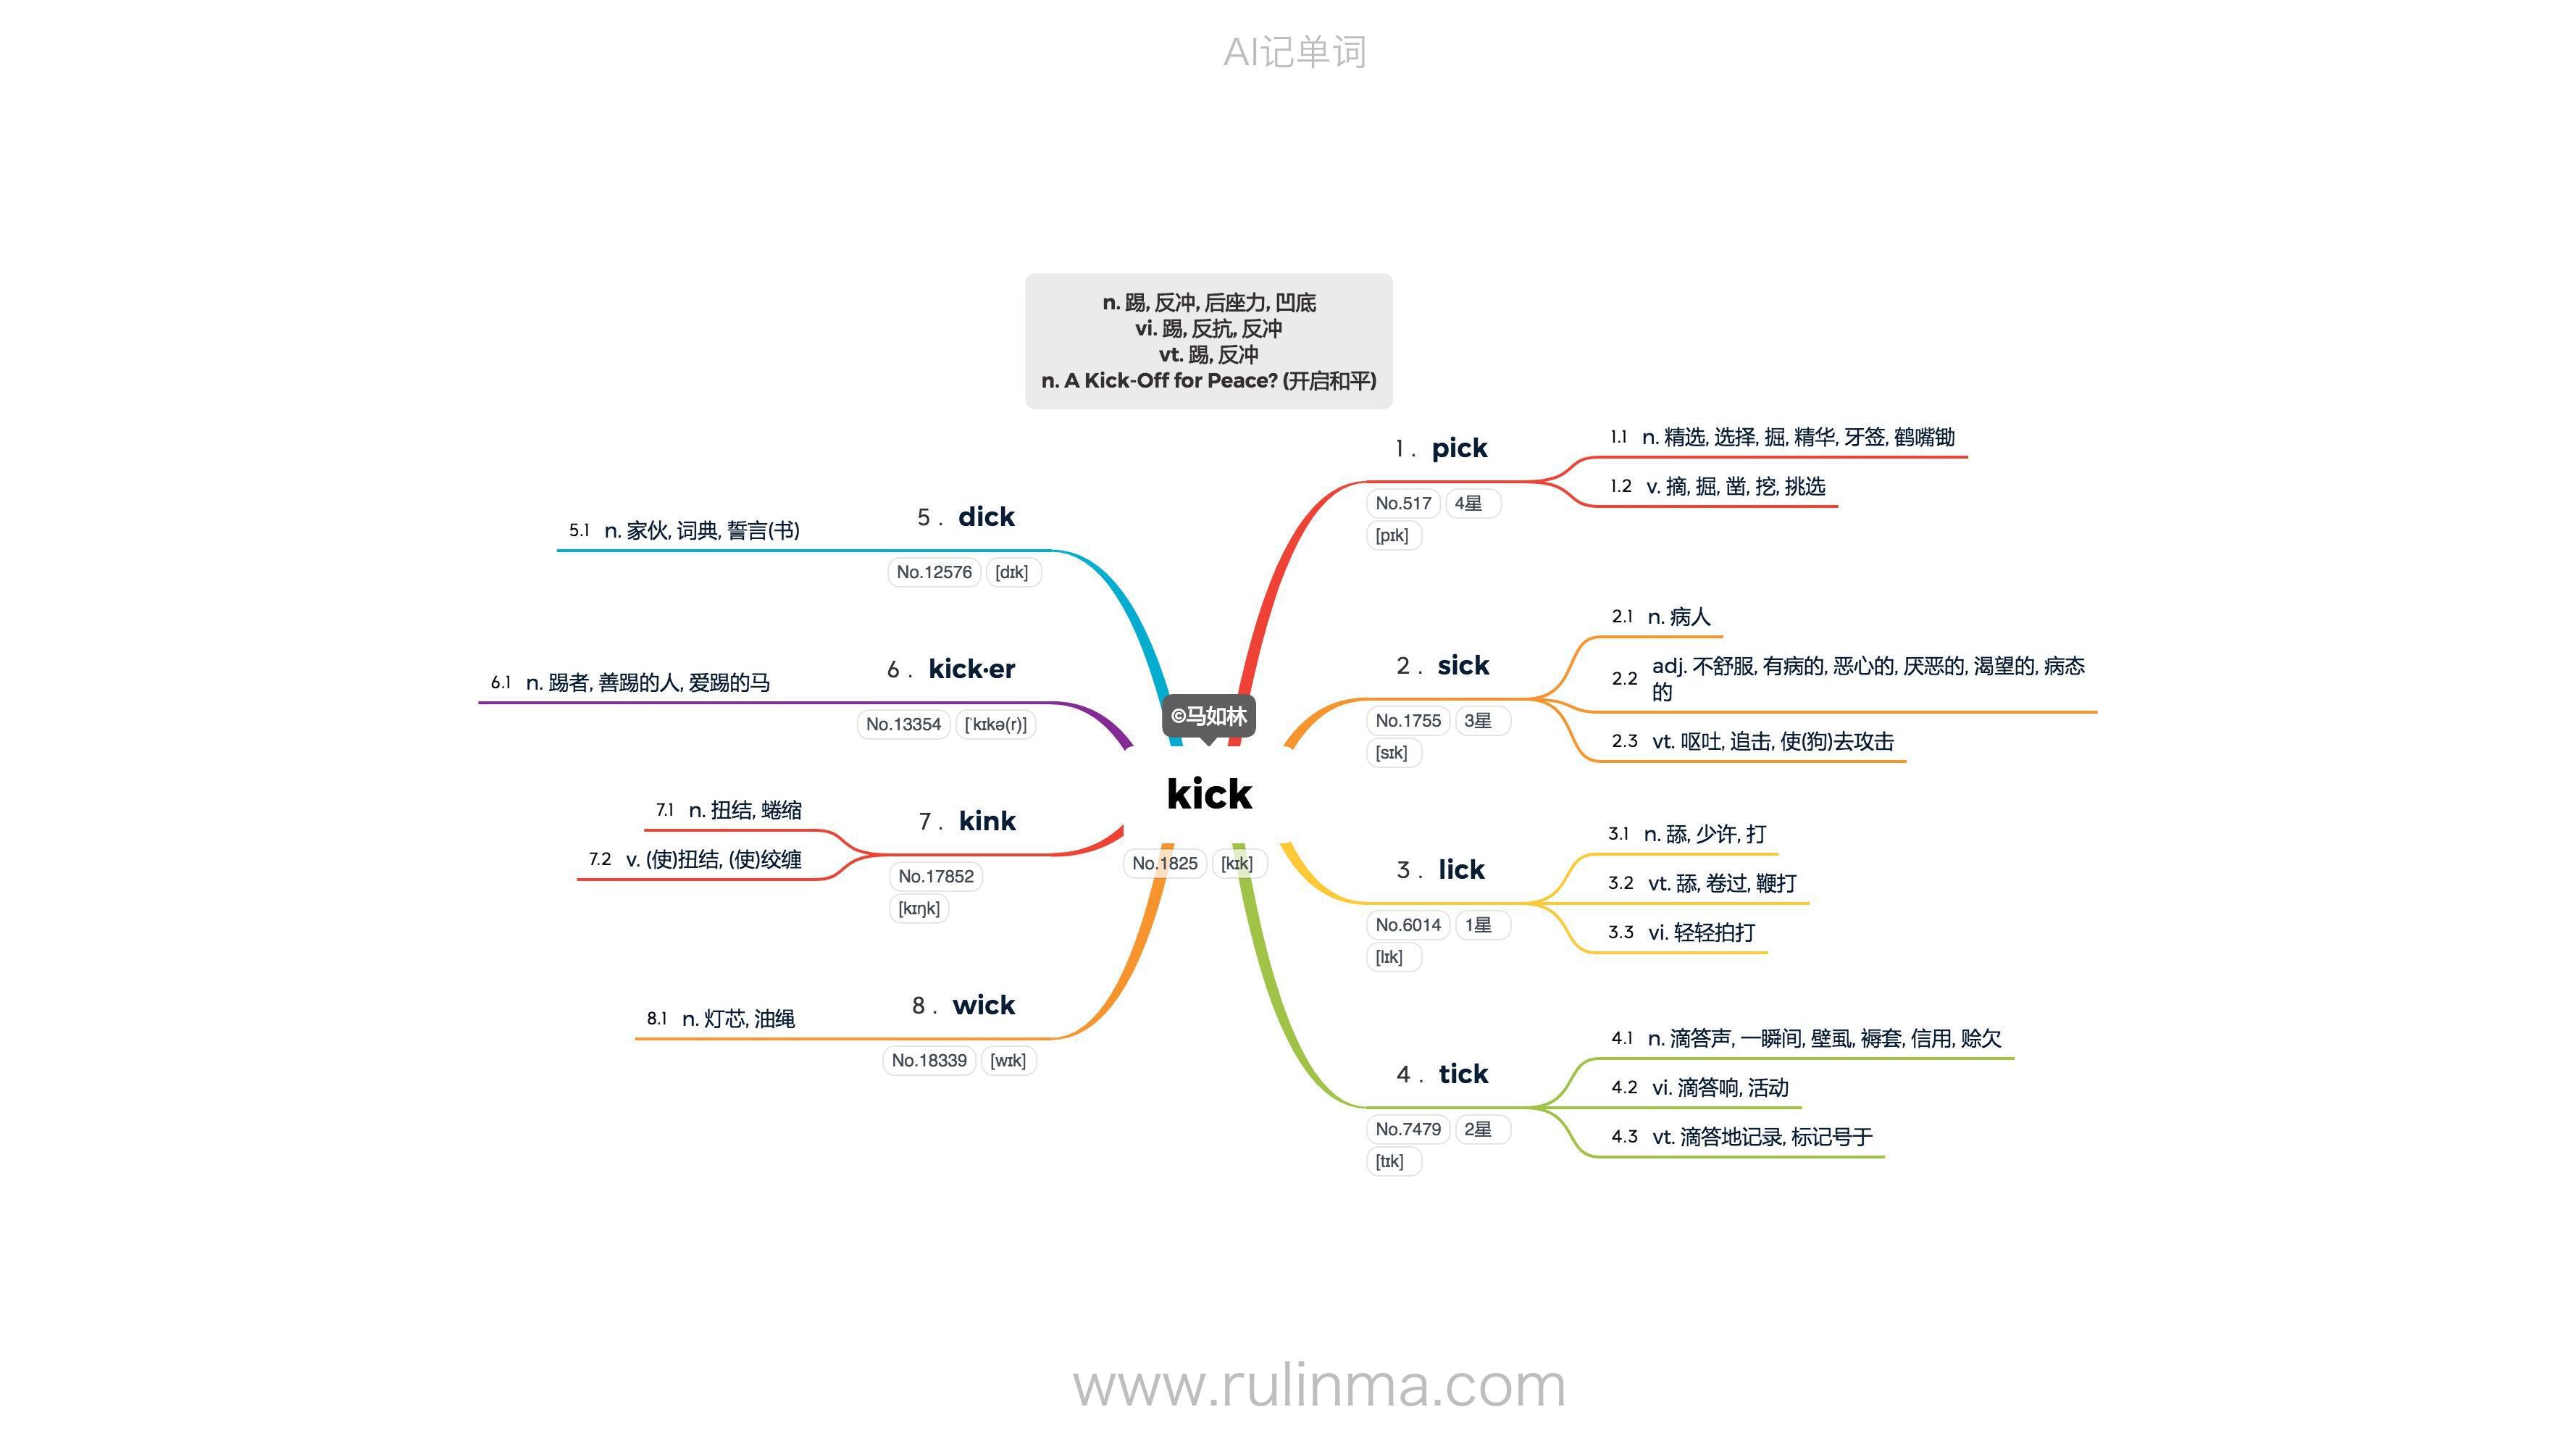 AI记单词
n. 踢, 反冲, 后座力, 凹底
vi. 踢, 反抗, 反冲
vt. 踢, 反冲
n. A Kick-Off for Peace? (开启和平)
©马如林
kick
No.1825 [kɪk]
1 . pick
No.517 4星
[pɪk]
1.1 n. 精选, 选择, 掘, 精华, 牙签, 鹤嘴锄
1.2 v. 摘, 掘, 凿, 挖, 挑选
2 . sick
No.1755 3星
[sɪk]
2.1 n. 病人
2.2 adj. 不舒服, 有病的, 恶心的, 厌恶的, 渴望的, 病态
的
2.3 vt. 呕吐, 追击, 使(狗)去攻击
3 . lick
No.6014 1星
[lɪk]
3.1 n. 舔, 少许, 打
3.2 vt. 舔, 卷过, 鞭打
3.3 vi. 轻轻拍打
4 . tick
No.7479 2星
[tɪk]
4.1 n. 滴答声, 一瞬间, 壁虱, 褥套, 信用, 赊欠
4.2 vi. 滴答响, 活动
4.3 vt. 滴答地记录, 标记号于
5 . dick
No.12576 [dɪk]
5.1 n. 家伙, 词典, 誓言(书)
6 . kick·er
No.13354 [ˈkɪkə(r)]
6.1 n. 踢者, 善踢的人, 爱踢的马
7 . kink
No.17852
[kɪŋk]
7.1 n. 扭结, 蜷缩
7.2 v. (使)扭结, (使)绞缠
8 . wick
No.18339 [wɪk]
8.1 n. 灯芯, 油绳
www.rulinma.com